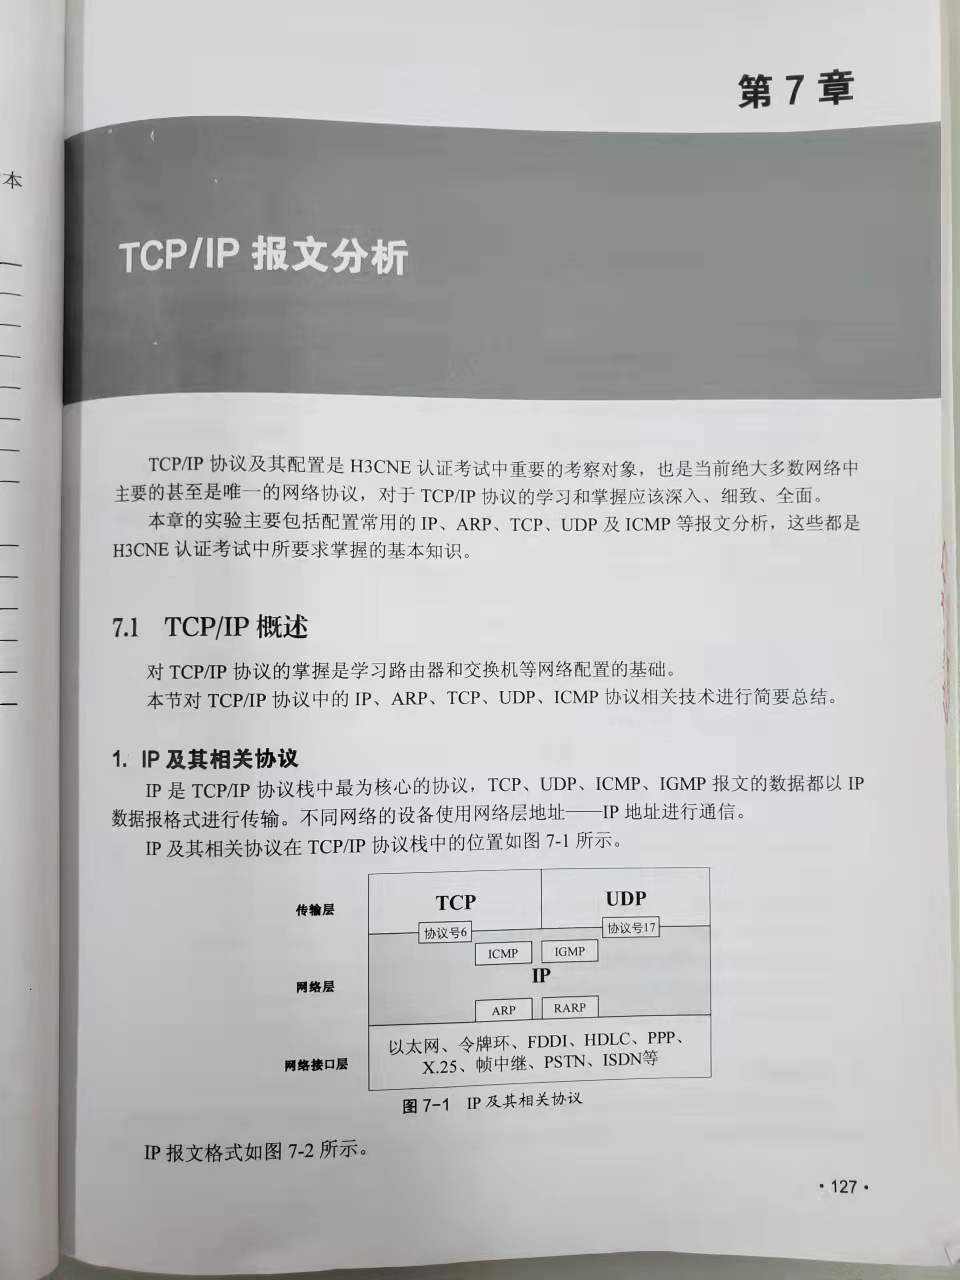 本
第 7 章
TCP/IP 报文分析
TCP/IP 协议及其配置是 H3CNE 认证考试中重要的考察对象，也是当前绝大多数网络中
主要的甚至是唯一的网络协议，对于 TCP/IP 协议的学习和掌握应该深入、细致、全面。
本章的实验主要包括配置常用的 IP、ARP、TCP、UDP 及 ICMP 等报文分析，这些都是
H3CNE 认证考试中所要求掌握的基本知识。
7.1 TCP/IP 概述
对 TCP/IP 协议的掌握是学习路由器和交换机等网络配置的基础。
本节对 TCP/IP 协议中的 IP、ARP、TCP、UDP、ICMP 协议相关技术进行简要总结。
1. IP 及其相关协议
IP 是 TCP/IP 协议栈中最为核心的协议，TCP、UDP、ICMP、IGMP 报文的数据都以 IP
数据报格式进行传输。不同网络的设备使用网络层地址——IP 地址进行通信。
IP 及其相关协议在 TCP/IP 协议栈中的位置如图 7-1 所示。
传输层 TCP UDP
协议号6 协议号17
ICMP IGMP
网络层 IP
ARP RARP
网络接口层 以太网、令牌环、FDDI、HDLC、PPP、
X.25、帧中继、PSTN、ISDN等
图 7-1 IP 及其相关协议
IP 报文格式如图 7-2 所示。
·127·